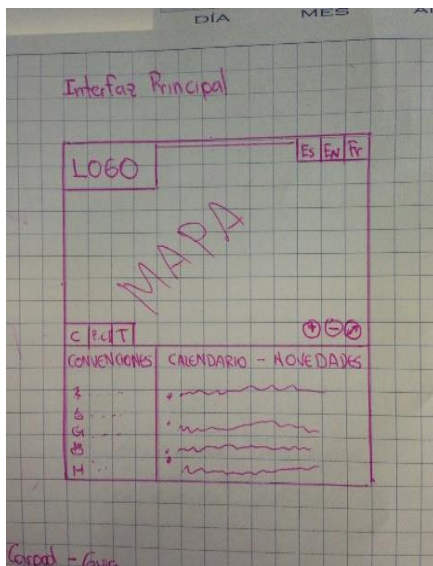 DÍA MES
Interfaz Principal
LOGO Es EN Fr
MAPA
C P.C T + −
CONVENCIONES CALENDARIO - NOVEDADES
G
H